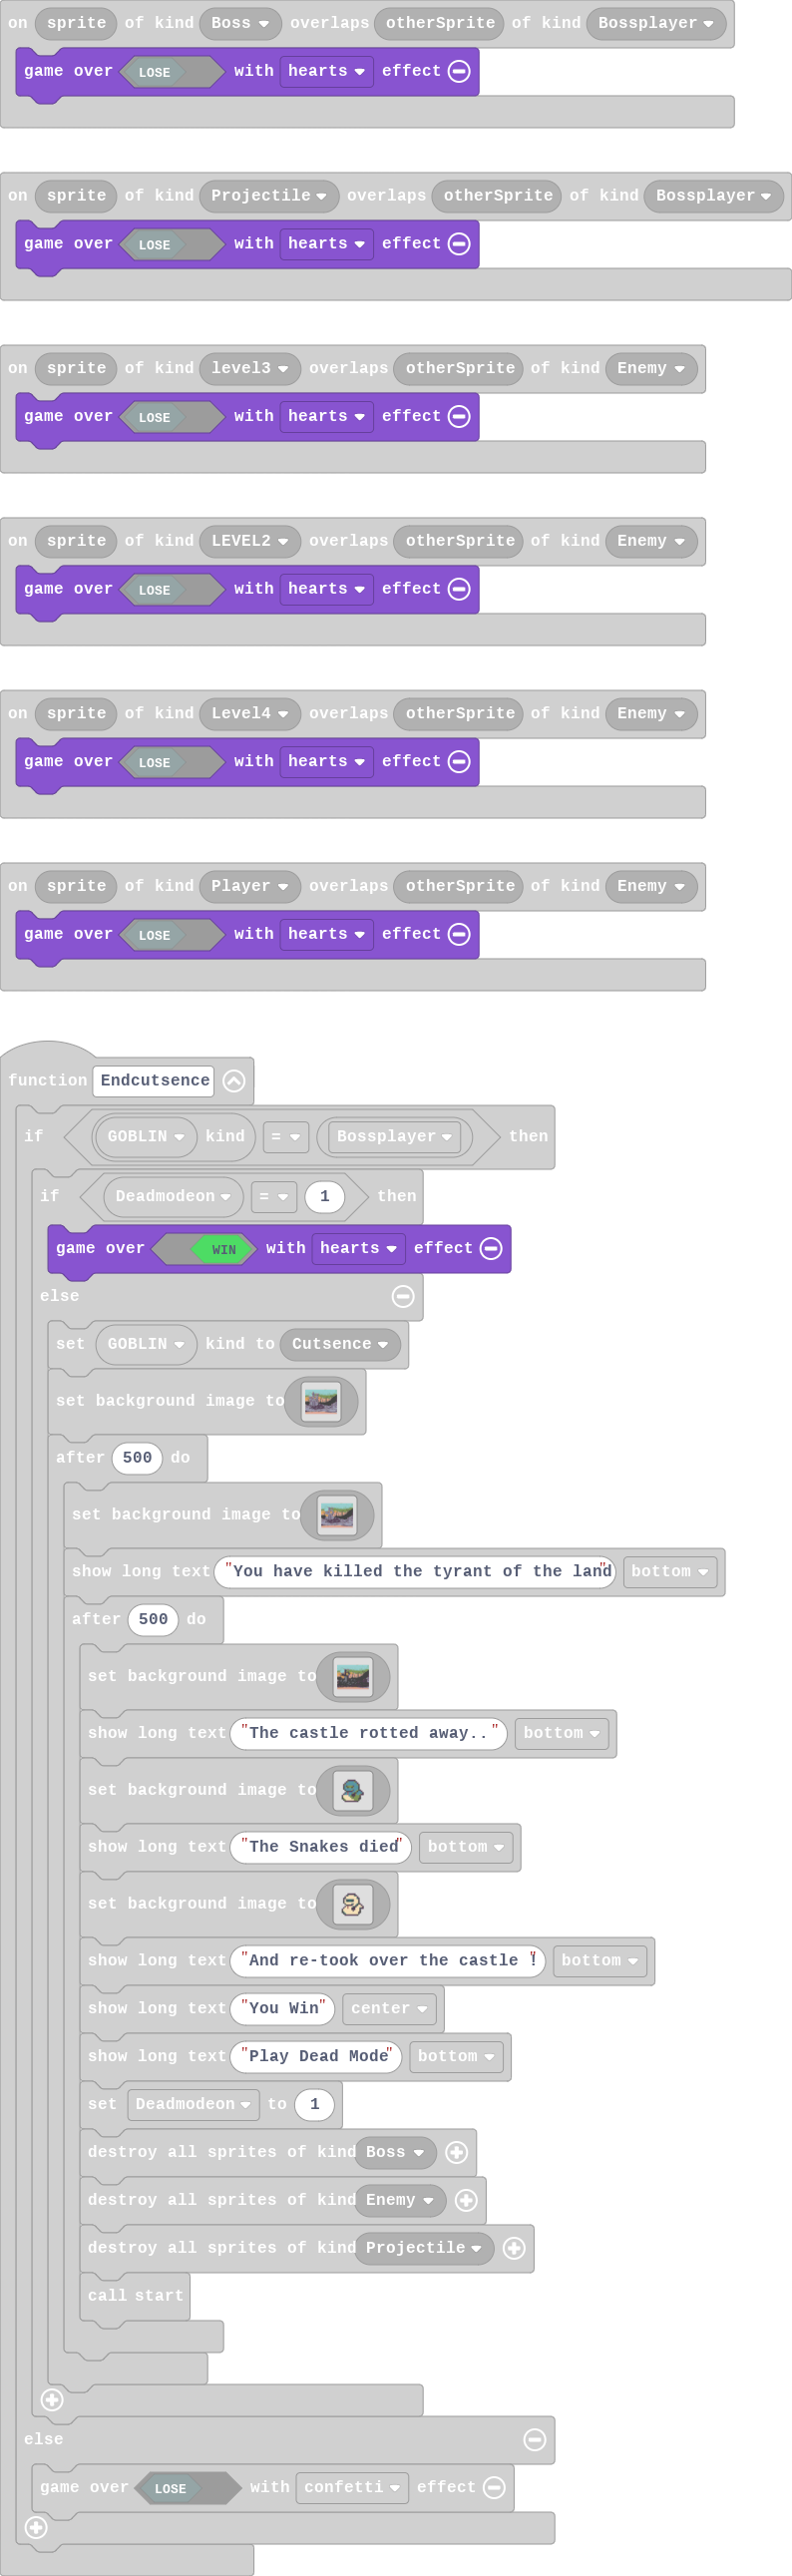 on sprite of kind Boss overlaps otherSprite of kind Bossplayer
game over LOSE with hearts effect
on sprite of kind Projectile overlaps otherSprite of kind Bossplayer
game over LOSE with hearts effect
on sprite of kind level3 overlaps otherSprite of kind Enemy
game over LOSE with hearts effect
on sprite of kind LEVEL2 overlaps otherSprite of kind Enemy
game over LOSE with hearts effect
on sprite of kind Level4 overlaps otherSprite of kind Enemy
game over LOSE with hearts effect
on sprite of kind Player overlaps otherSprite of kind Enemy
game over LOSE with hearts effect
function Endcutsence
if GOBLIN kind = Bossplayer then
if Deadmodeon = 1 then
game over WIN with hearts effect
else
set GOBLIN kind to Cutsence
set background image to
after 500 do
set background image to
show long text "You have killed the tyrant of the land" bottom
after 500 do
set background image to
show long text "The castle rotted away.. " bottom
set background image to
show long text "The Snakes died" bottom
set background image to
show long text "And re-took over the castle !" bottom
show long text "You Win" center
show long text "Play Dead Mode" bottom
set Deadmodeon to 1
destroy all sprites of kind Boss
destroy all sprites of kind Enemy
destroy all sprites of kind Projectile
call start
else
game over LOSE with confetti effect